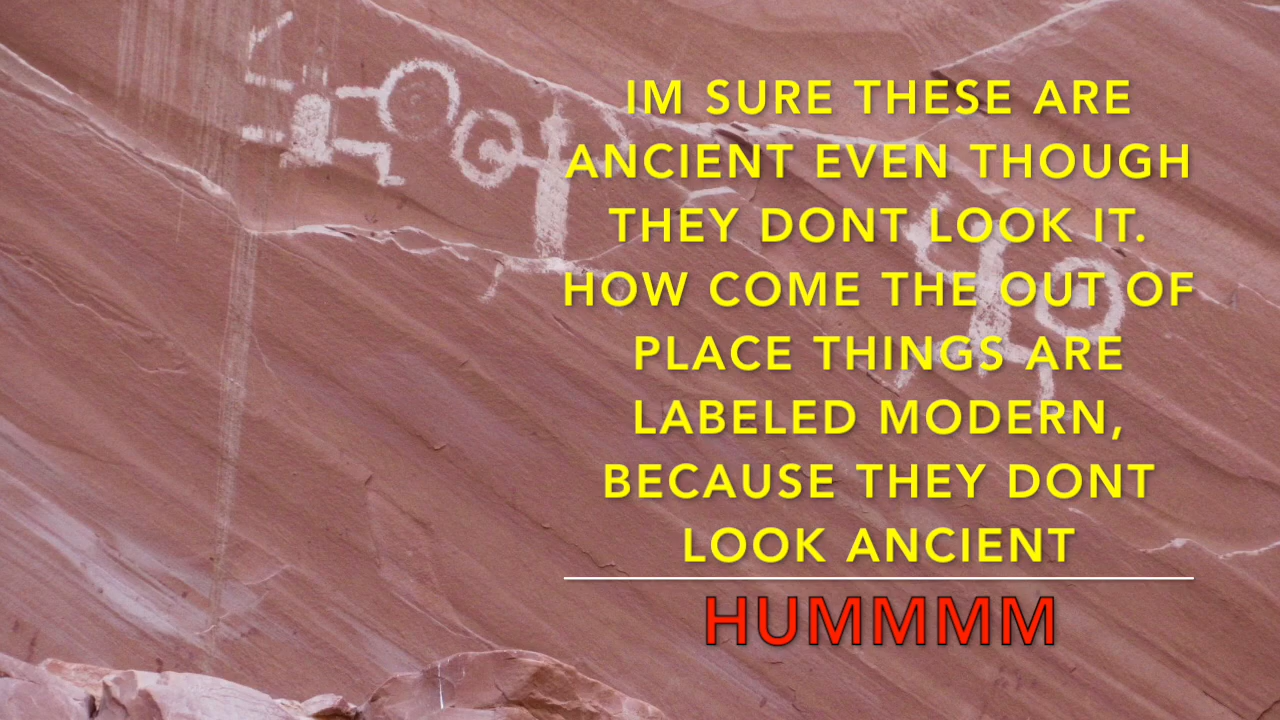 IM SURE THESE ARE
ANCIENT EVEN THOUGH
THEY DONT LOOK IT.
HOW COME THE OUT OF
PLACE THINGS ARE
LABELED MODERN,
BECAUSE THEY DONT
LOOK ANCIENT
HUMMMM